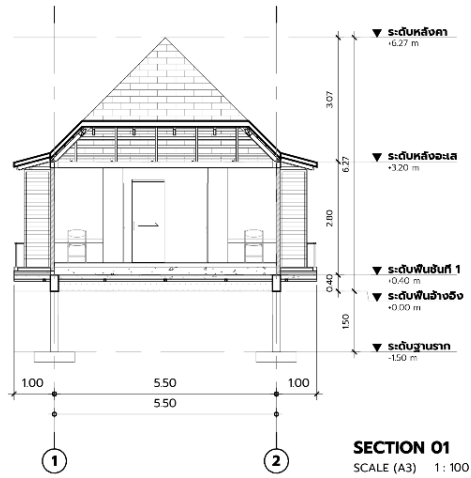 ระดับหลังคา
+6.27 m
3.07
6.27
ระดับหลังอะเส
+3.20 m
2.80
ระดับพื้นชั้นที่ 1
+0.40 m
0.40
ระดับพื้นอ้างอิง
+0.00 m
1.50
ระดับฐานราก
-1.50 m
1.00 5.50 1.00
5.50
1 2
SECTION 01
SCALE (A3) 1 : 100